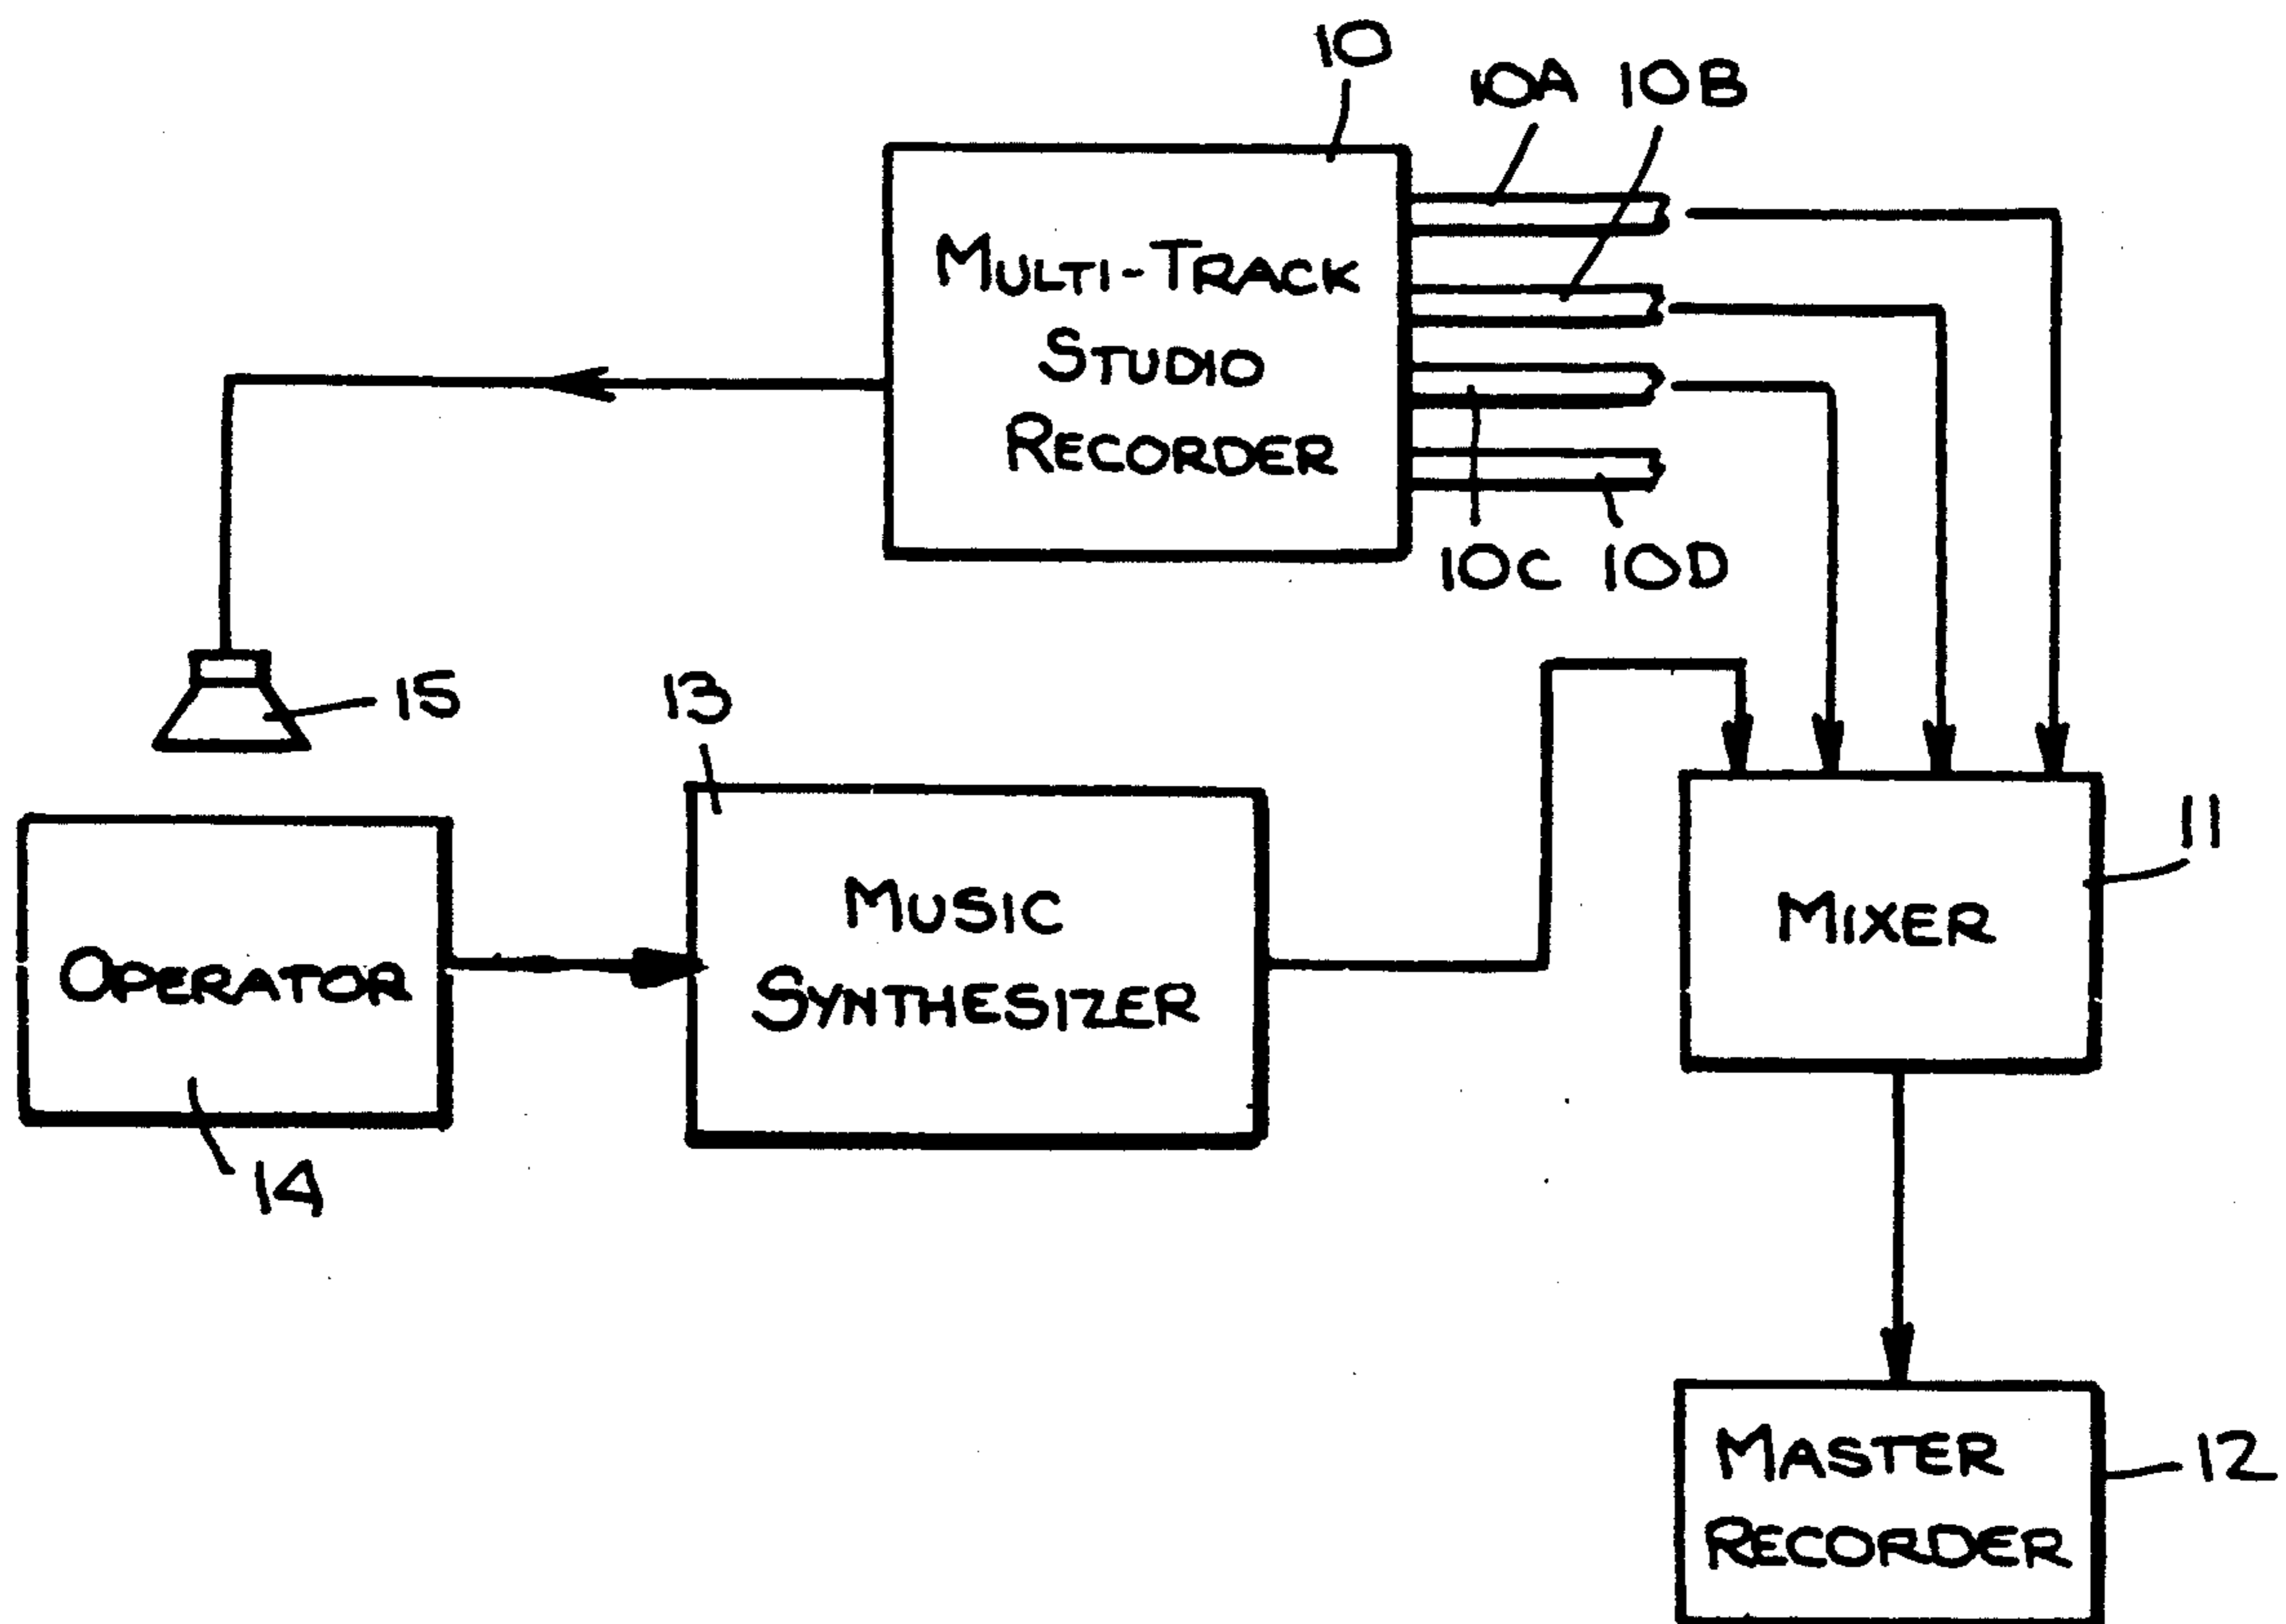 10
10A 10B
MULTI-TRACK
STUDIO
RECORDER
10C 10D
15
13
11
MUSIC
SYNTHESIZER
MIXER
OPERATOR
14
MASTER
RECORDER
12